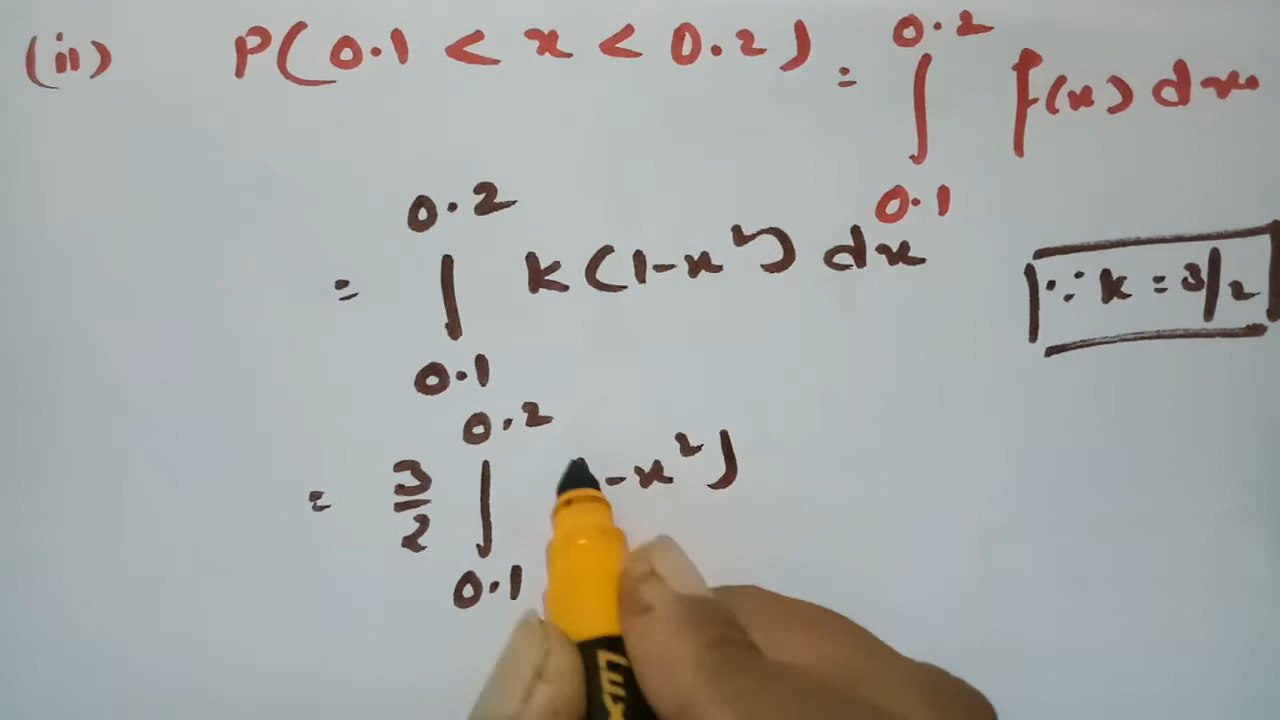 (ii) P(0.1 < x < 0.2) = ∫ f(x) dx
0.2
0.1
= ∫ k(1-x²) dx
0.2
0.1
∵ k = 3/2
= 3/2 ∫ -x²)
0.2
0.1